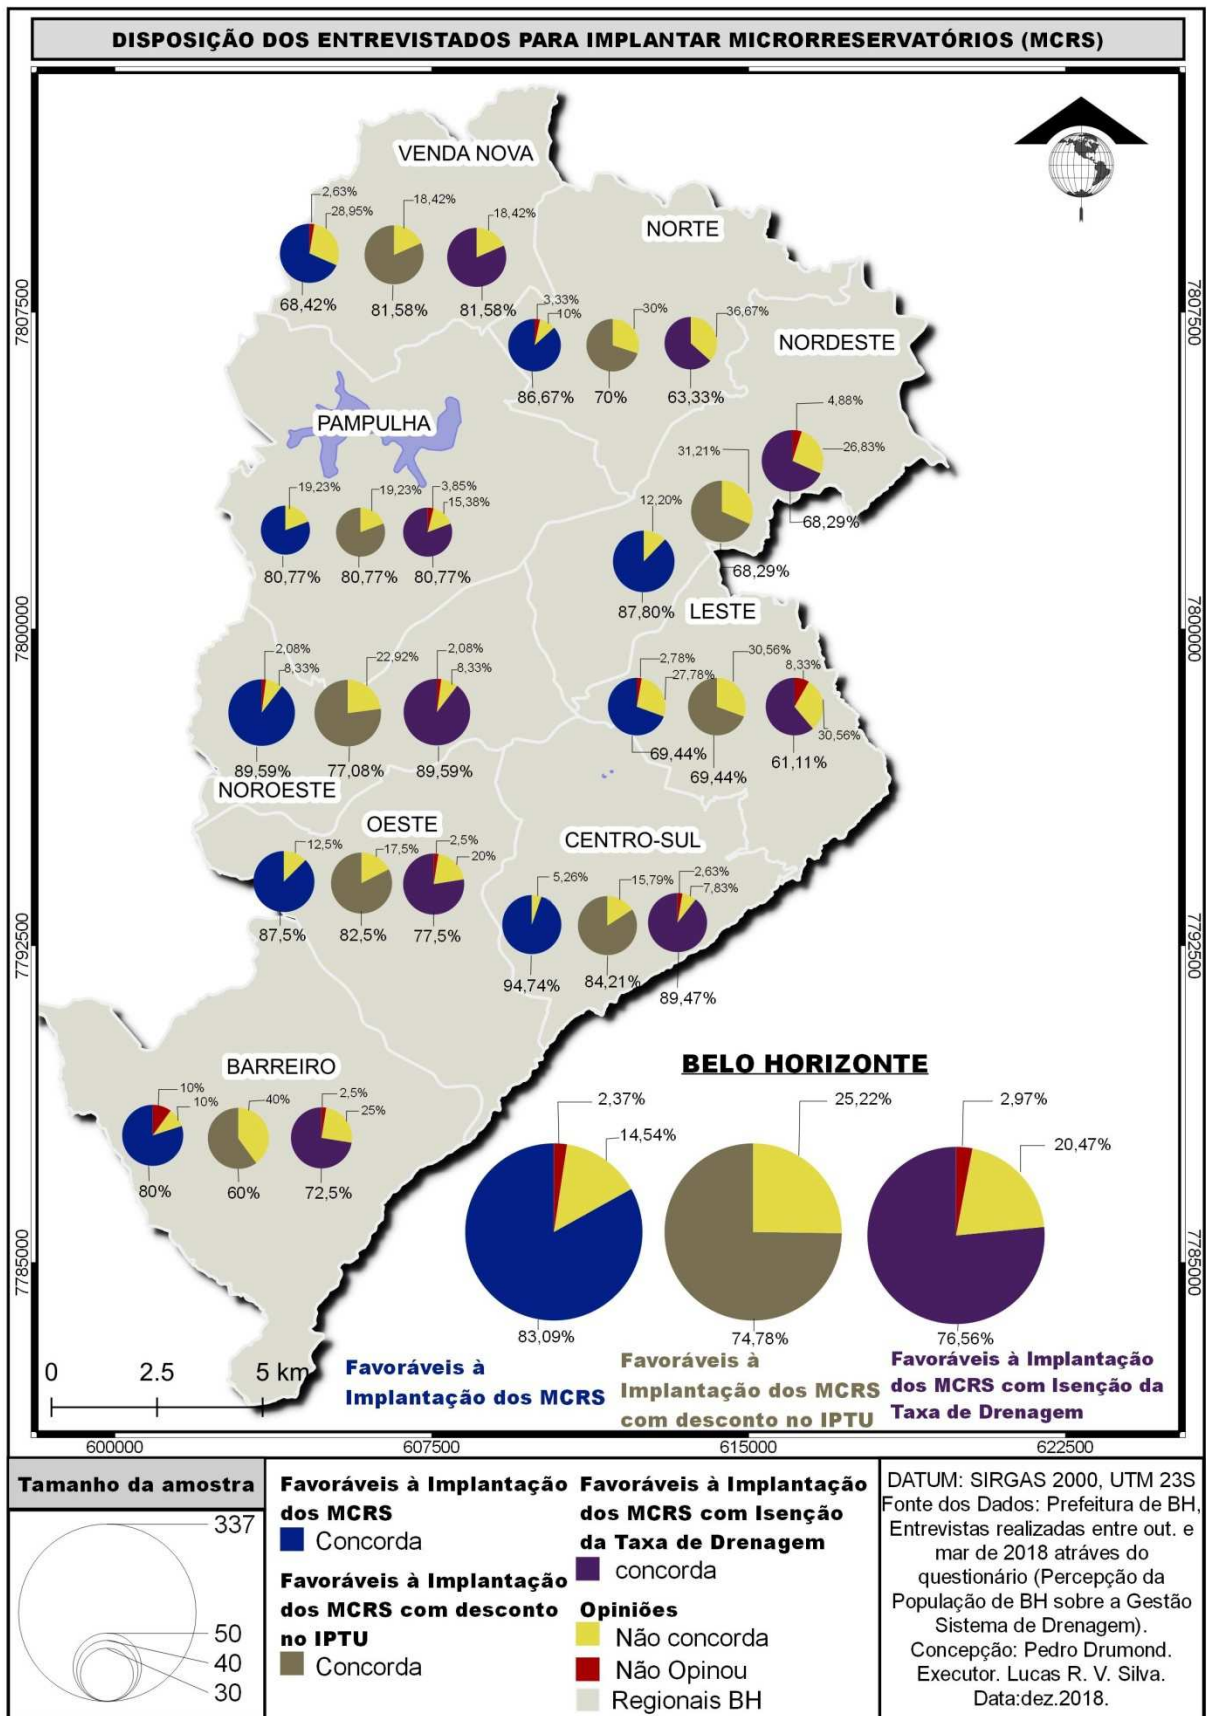 DISPOSIÇÃO DOS ENTREVISTADOS PARA IMPLANTAR MICRORRESERVATÓRIOS (MCRS)
VENDA NOVA
2,63%
28,95%
18,42%
18,42%
68,42%
81,58%
81,58%
NORTE
3,33%
10%
30%
36,67%
86,67%
70%
63,33%
NORDESTE
4,88%
26,83%
31,21%
12,20%
68,29%
68,29%
87,80%
PAMPULHA
19,23%
19,23%
3,85%
15,38%
80,77%
80,77%
80,77%
LESTE
2,78%
27,78%
30,56%
8,33%
30,56%
69,44%
69,44%
61,11%
2,08%
8,33%
22,92%
2,08%
8,33%
89,59%
77,08%
89,59%
NOROESTE
OESTE
12,5%
17,5%
2,5%
20%
87,5%
82,5%
77,5%
CENTRO-SUL
5,26%
15,79%
2,63%
7,83%
94,74%
84,21%
89,47%
BARREIRO
10%
10%
40%
2,5%
25%
80%
60%
72,5%
BELO HORIZONTE
2,37%
14,54%
25,22%
2,97%
20,47%
83,09%
74,78%
76,56%
Favoráveis à
Implantação dos MCRS
Favoráveis à
Implantação dos MCRS
com desconto no IPTU
Favoráveis à Implantação
dos MCRS com Isenção da
Taxa de Drenagem
0 2.5 5 km
7807500
7800000
7792500
7785000
7807500
7800000
7792500
7785000
600000 607500 615000 622500
Tamanho da amostra
337
50
40
30
Favoráveis à Implantação
dos MCRS
Concorda
Favoráveis à Implantação
dos MCRS com desconto
no IPTU
Concorda
Favoráveis à Implantação
dos MCRS com Isenção
da Taxa de Drenagem
concorda
Opiniões
Não concorda
Não Opinou
Regionais BH
DATUM: SIRGAS 2000, UTM 23S
Fonte dos Dados: Prefeitura de BH,
Entrevistas realizadas entre out. e
mar de 2018 atráves do
questionário (Percepção da
População de BH sobre a Gestão
Sistema de Drenagem).
Concepção: Pedro Drumond.
Executor. Lucas R. V. Silva.
Data:dez.2018.